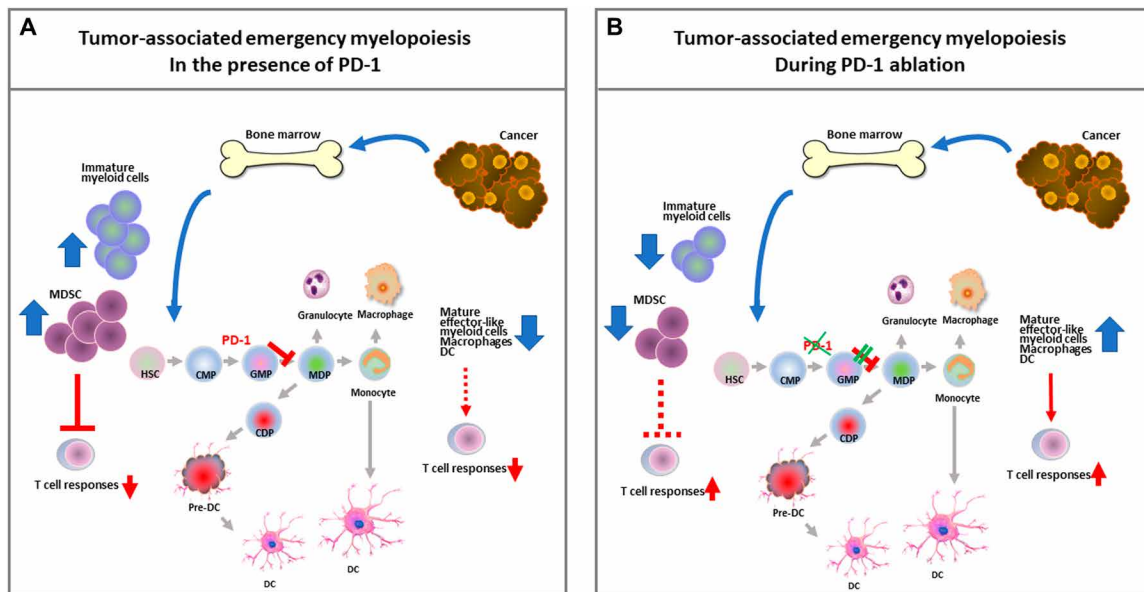 A
Tumor-associated emergency myelopoiesis
In the presence of PD-1
Bone marrow
Cancer
Immature
myeloid cells
MDSC
Granulocyte
Macrophage
Mature
effector-like
myeloid cells
Macrophages
DC
PD-1
HSC
CMP
GMP
MDP
Monocyte
CDP
T cell responses
T cell responses
Pre-DC
DC
DC
B
Tumor-associated emergency myelopoiesis
During PD-1 ablation
Bone marrow
Cancer
Immature
myeloid cells
MDSC
Granulocyte
Macrophage
Mature
effector-like
myeloid cells
Macrophages
DC
PD-1
HSC
CMP
GMP
MDP
Monocyte
CDP
T cell responses
T cell responses
Pre-DC
DC
DC